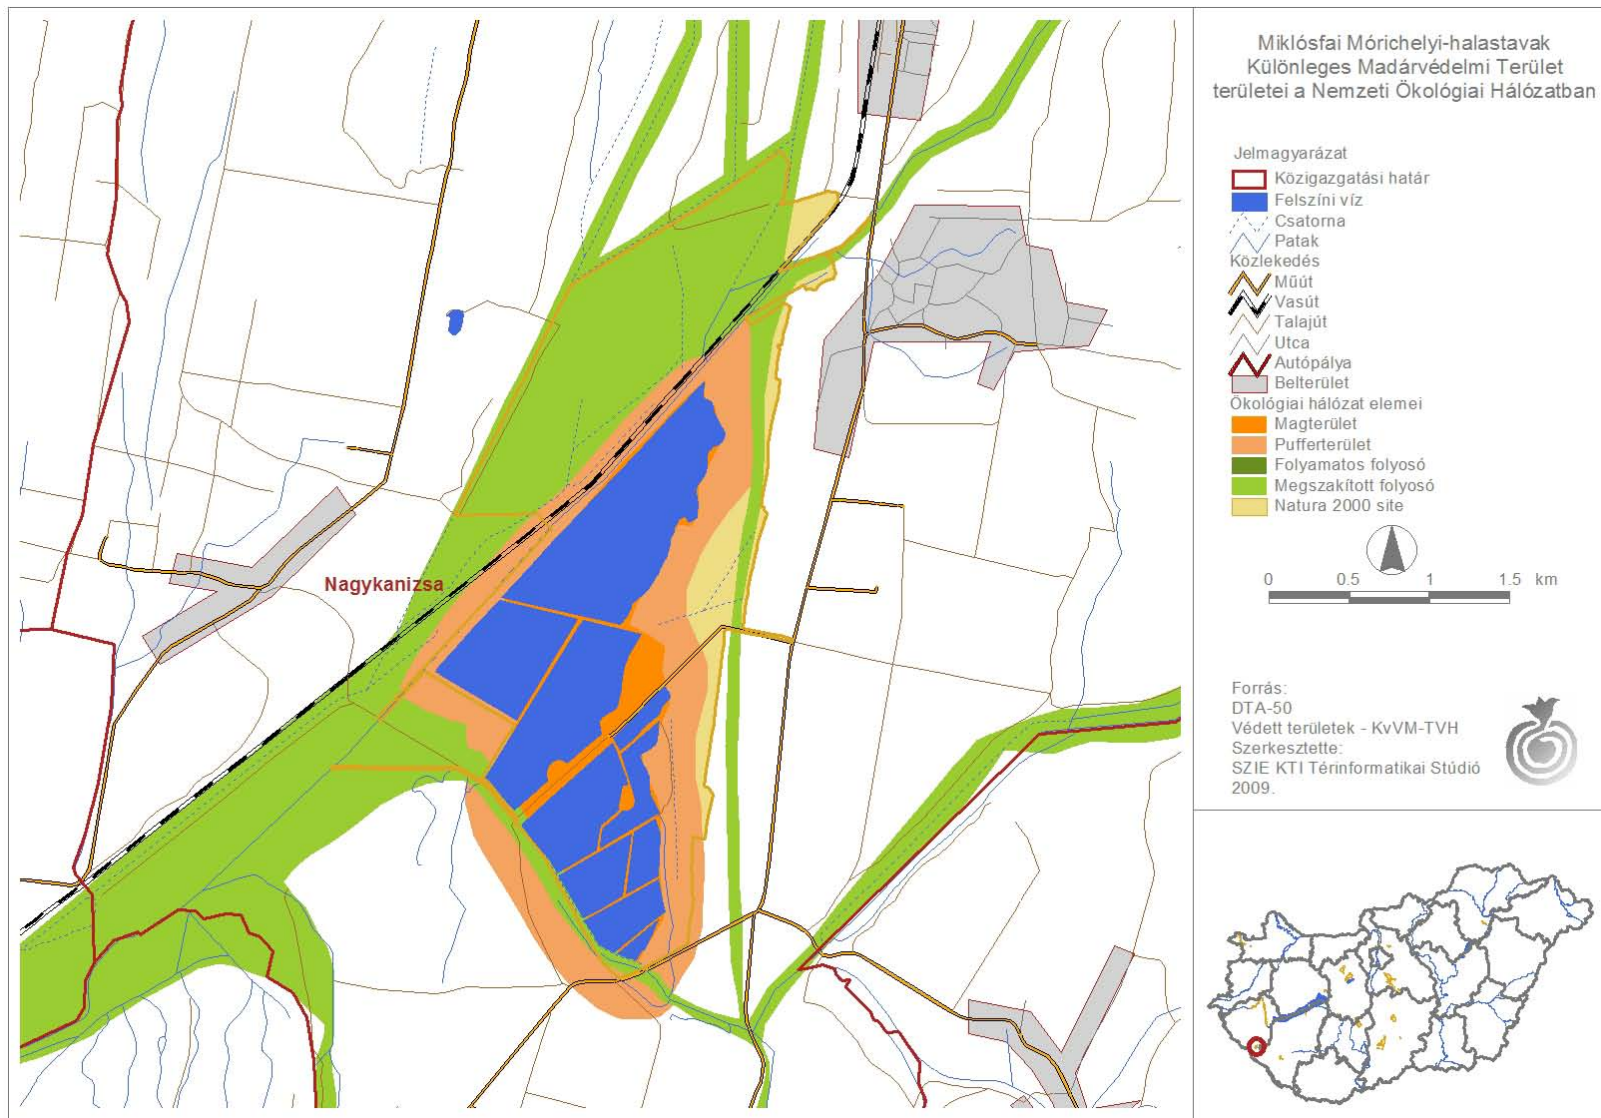 Miklósfai Mórichelyi-halastavak
Különleges Madárvédelmi Terület
területei a Nemzeti Ökológiai Hálózatban
Jelmagyarázat
Közigazgatási határ
Felszíni víz
Csatorna
Patak
Közlekedés
Műút
Vasút
Talajút
Utca
Autópálya
Belterület
Ökológiai hálózat elemei
Magterület
Pufferterület
Folyamatos folyosó
Megszakított folyosó
Natura 2000 site
0 0.5 1 1.5 km
Nagykanizsa
Forrás:
DTA-50
Védett területek - KvVM-TVH
Szerkesztette:
SZIE KTI Térinformatikai Stúdió
2009.